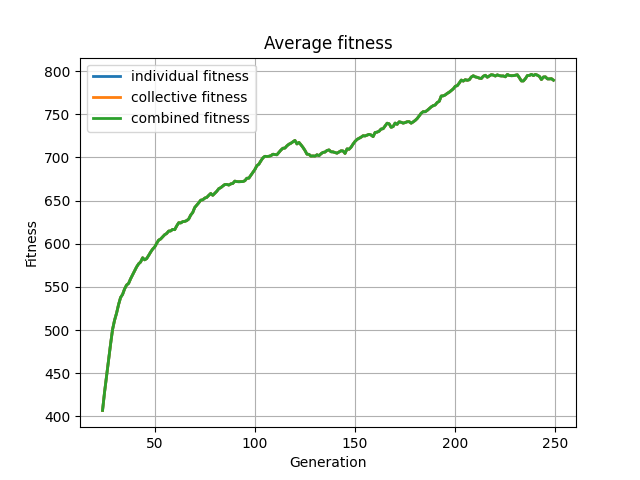 Average fitness
individual fitness
collective fitness
combined fitness
800
750
700
650
600
550
500
450
400
Fitness
50 100 150 200 250
Generation